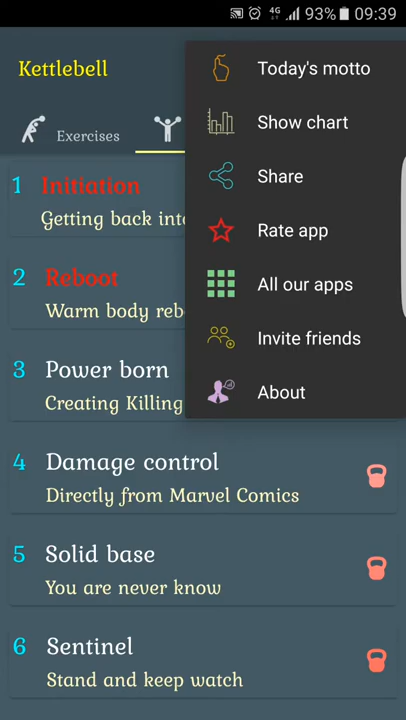 4G 93% 09:39
Kettlebell
Exercises
Today's motto
Show chart
Share
Rate app
All our apps
Invite friends
About
1 Initiation
Getting back into
2 Reboot
Warm body reb
3 Power born
Creating Killing
4 Damage control
Directly from Marvel Comics
5 Solid base
You are never know
6 Sentinel
Stand and keep watch